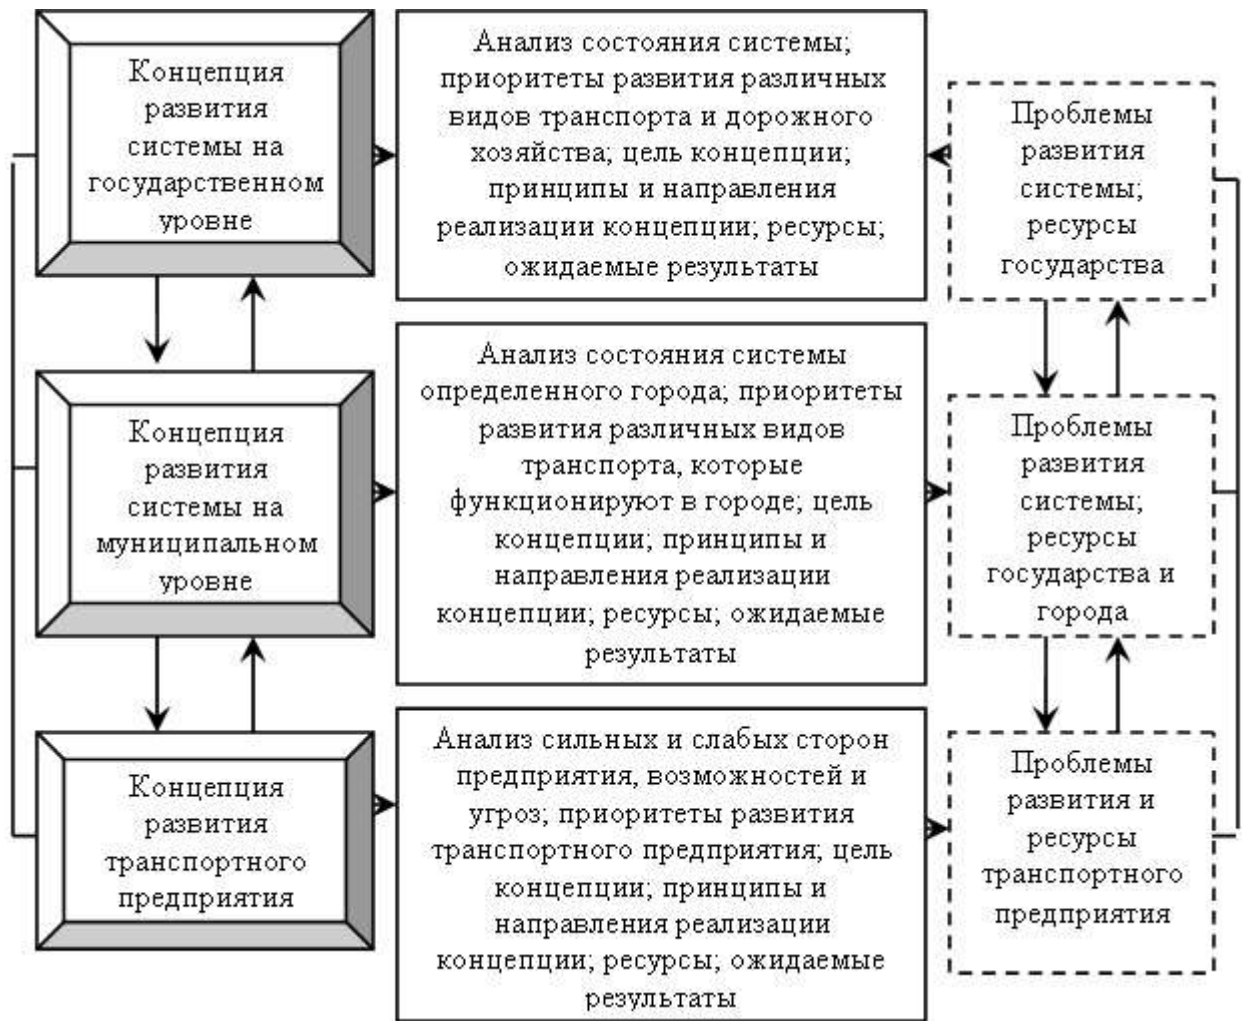 Концепция
развития
системы на
государственном
уровне
Анализ состояния системы;
приоритеты развития различных
видов транспорта и дорожного
хозяйства; цель концепции;
принципы и направления
реализации концепции; ресурсы;
ожидаемые результаты
Проблемы
развития
системы;
ресурсы
государства
Концепция
развития
системы на
муниципальном
уровне
Анализ состояния системы
определенного города; приоритеты
развития различных видов
транспорта, которые
функционируют в городе; цель
концепции; принципы и
направления реализации
концепции; ресурсы; ожидаемые
результаты
Проблемы
развития
системы;
ресурсы
государства и
города
Концепция
развития
транспортного
предприятия
Анализ сильных и слабых сторон
предприятия, возможностей и
угроз; приоритеты развития
транспортного предприятия; цель
концепции; принципы и
направления реализации
концепции; ресурсы; ожидаемые
результаты
Проблемы
развития и
ресурсы
транспортного
предприятия